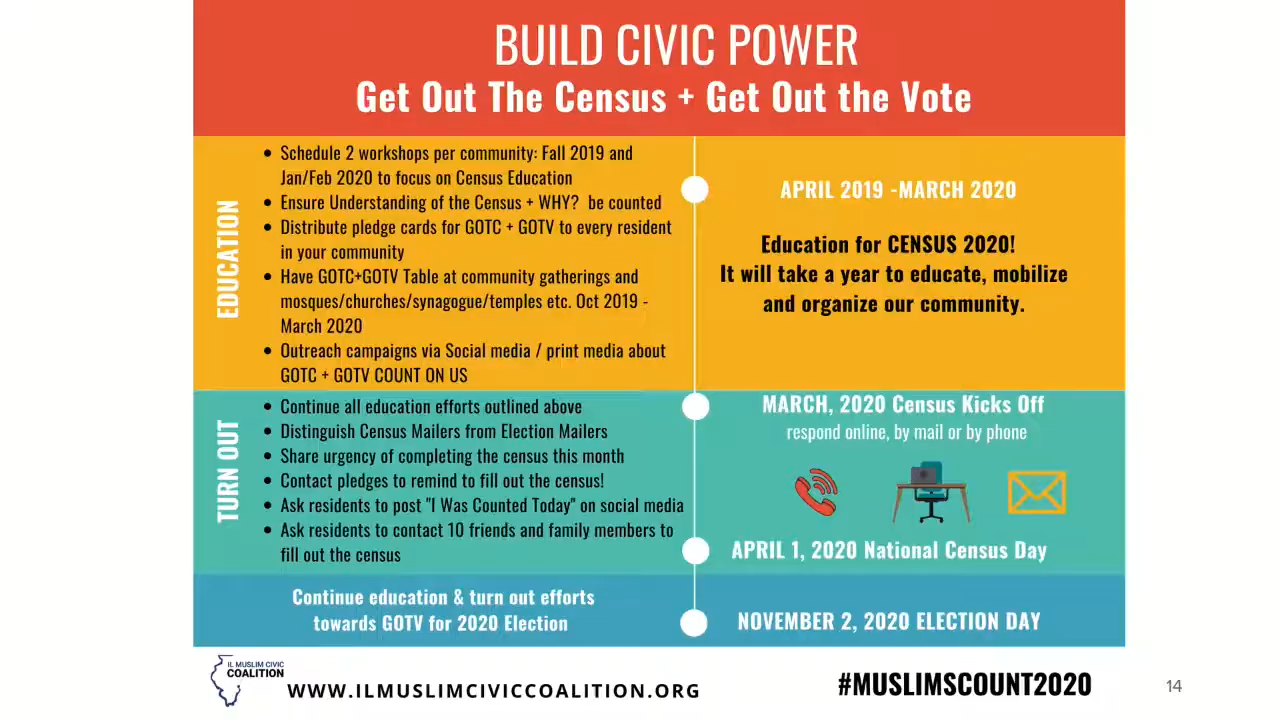 BUILD CIVIC POWER
Get Out The Census + Get Out the Vote
EDUCATION
• Schedule 2 workshops per community: Fall 2019 and
Jan/Feb 2020 to focus on Census Education
• Ensure Understanding of the Census + WHY? be counted
• Distribute pledge cards for GOTC + GOTV to every resident
in your community
• Have GOTC+GOTV Table at community gatherings and
mosques/churches/synagogue/temples etc. Oct 2019 -
March 2020
• Outreach campaigns via Social media / print media about
GOTC + GOTV COUNT ON US
APRIL 2019 -MARCH 2020
Education for CENSUS 2020!
It will take a year to educate, mobilize
and organize our community.
TURN OUT
• Continue all education efforts outlined above
• Distinguish Census Mailers from Election Mailers
• Share urgency of completing the census this month
• Contact pledges to remind to fill out the census!
• Ask residents to post "I Was Counted Today" on social media
• Ask residents to contact 10 friends and family members to
fill out the census
MARCH, 2020 Census Kicks Off
respond online, by mail or by phone
APRIL 1, 2020 National Census Day
Continue education & turn out efforts
towards GOTV for 2020 Election
NOVEMBER 2, 2020 ELECTION DAY
IL MUSLIM CIVIC
COALITION
WWW.ILMUSLIMCIVICCOALITION.ORG
#MUSLIMSCOUNT2020
14